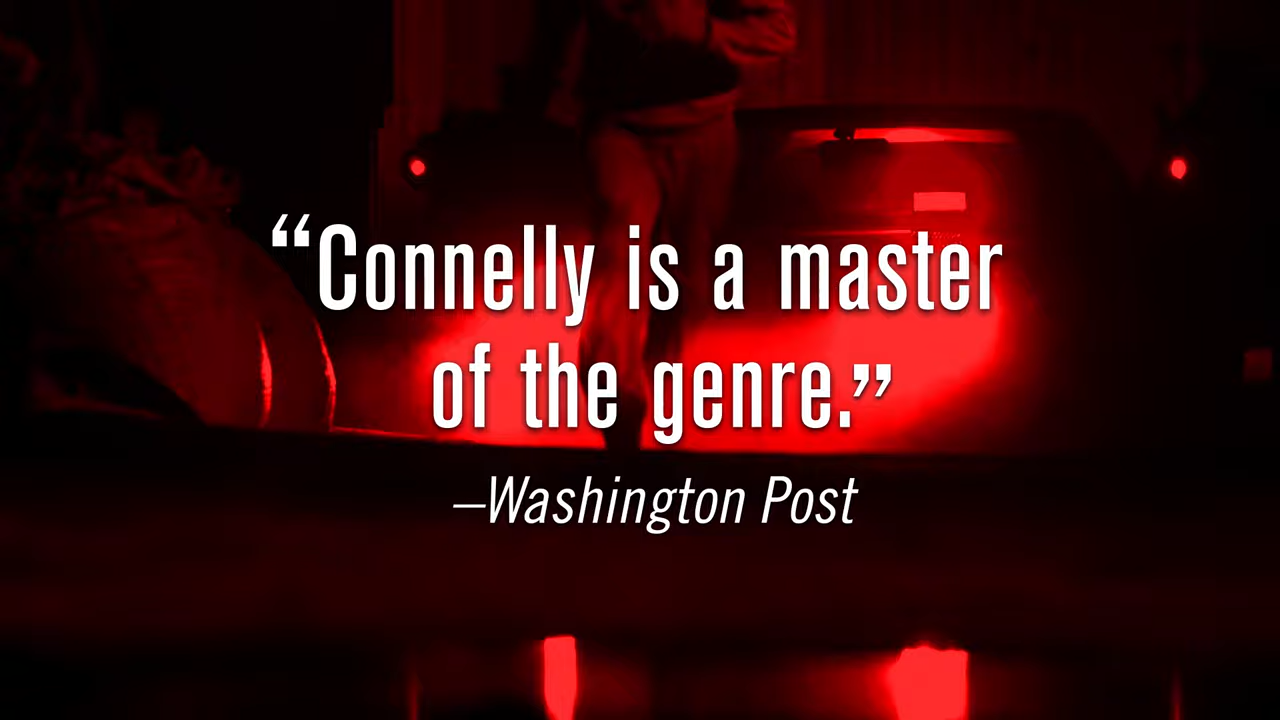 “Connelly is a master
of the genre.”
–Washington Post